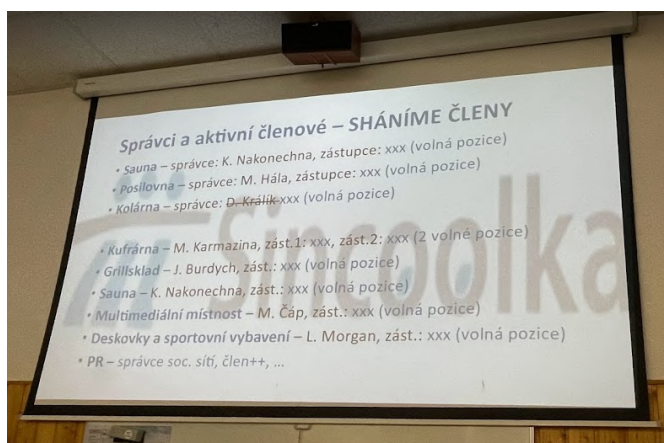 Správci a aktivní členové – SHÁNÍME ČLENY
• Sauna – správce: K. Nakonechna, zástupce: xxx (volná pozice)
• Posilovna – správce: M. Hála, zástupce: xxx (volná pozice)
• Kolárna – správce: D. Králík xxx (volná pozice)
• Kufrárna – M. Karmazina, zást.1: xxx, zást.2: xxx (2 volné pozice)
• Grillsklad – J. Burdych, zást.: xxx (volná pozice)
• Sauna – K. Nakonechna, zást.: xxx (volná pozice)
• Multimediální místnost – M. Čáp, zást.: xxx (volná pozice)
• Deskovky a sportovní vybavení – L. Morgan, zást.: xxx (volná pozice)
• PR – správce soc. sítí, člen++, ...
Sincoolka